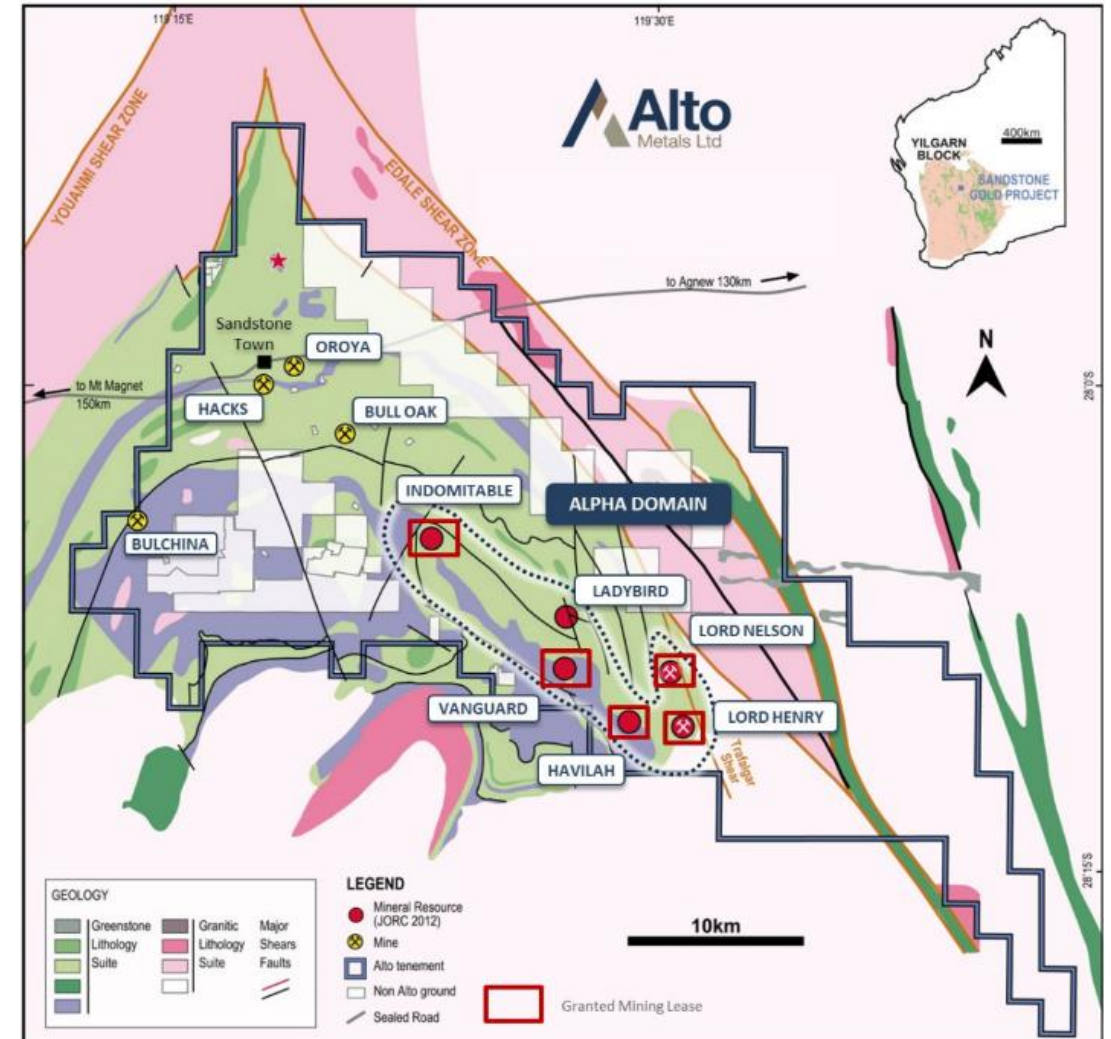 119°15'E
119°30'E
YOUANMI SHEAR ZONE
EDALE SHEAR ZONE
Alto
Metals Ltd
400km
YILGARN
BLOCK
SANDSTONE
GOLD PROJECT
to Agnew 130km
Sandstone
Town
OROYA
N
28°0'S
to Mt Magnet
150km
HACKS
BULL OAK
INDOMITABLE
ALPHA DOMAIN
BULCHINA
LADYBIRD
LORD NELSON
VANGUARD
LORD HENRY
HAVILAH
Trafalgar
Shear
28°15'S
GEOLOGY
Greenstone
Lithology
Suite
Granitic
Lithology
Suite
Major
Shears
Faults
LEGEND
Mineral Resource
(JORC 2012)
Mine
Alto tenement
Non Alto ground
Sealed Road
10km
Granted Mining Lease